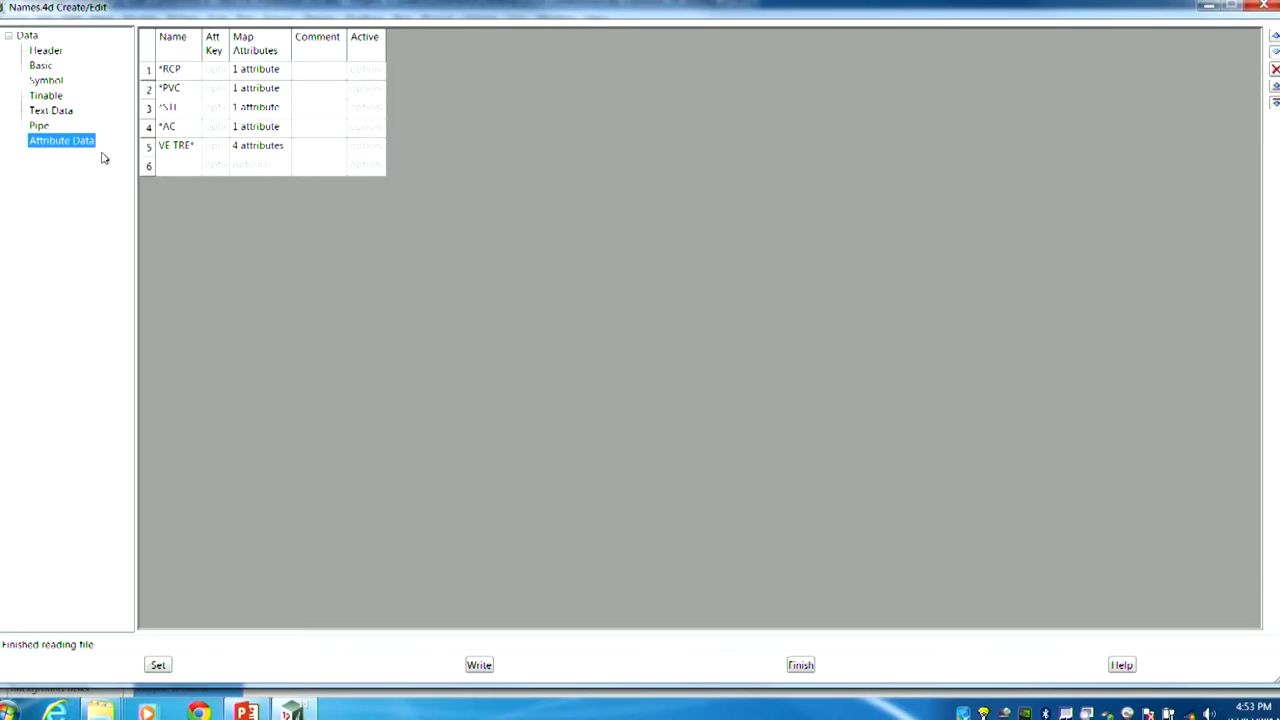 Names.4d Create/Edit
Data
Header
Basic
Symbol
Tinable
Text Data
Pipe
Attribute Data
Name Att Key Map Attributes Comment Active
1 *RCP 1 attribute
2 *PVC 1 attribute
3 1 attribute
4 *AC 1 attribute
5 VE TRE* 4 attributes
6 optional
Finished reading file
Set Write Finish Help
4:53 PM